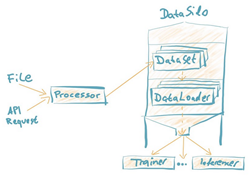 DataSilo
DataSet
File
Processor
DataLoader
API
Request
Trainer ... Inferencer